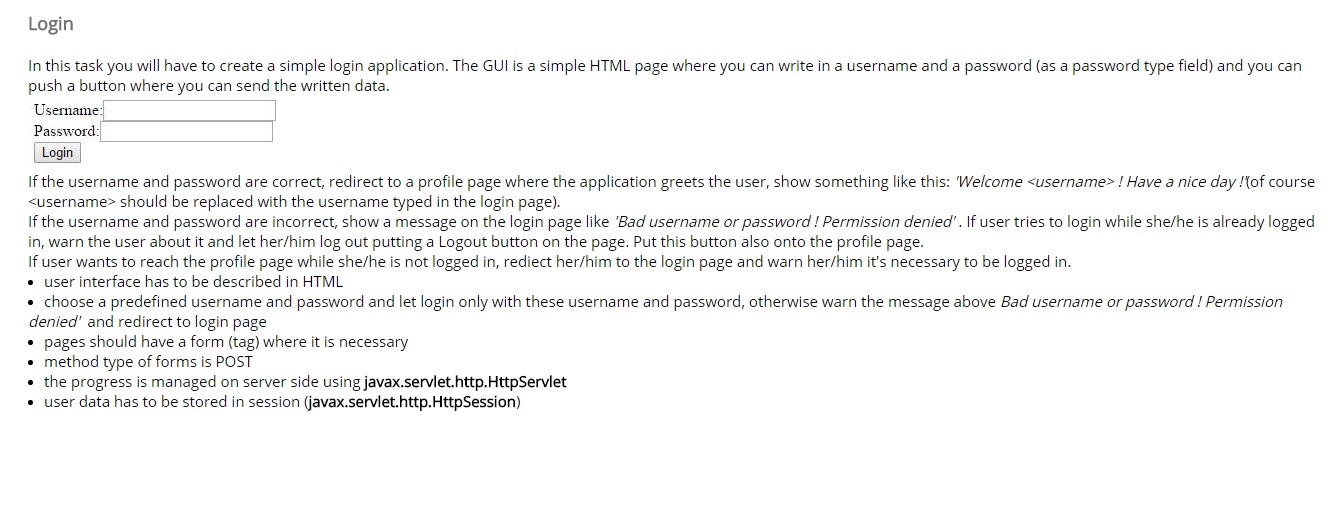 Login
In this task you will have to create a simple login application. The GUI is a simple HTML page where you can write in a username and a password (as a password type field) and you can
push a button where you can send the written data.
Username:
Password:
Login
If the username and password are correct, redirect to a profile page where the application greets the user, show something like this: 'Welcome <username> ! Have a nice day !'(of course
<username> should be replaced with the username typed in the login page).
If the username and password are incorrect, show a message on the login page like 'Bad username or password ! Permission denied' . If user tries to login while she/he is already logged
in, warn the user about it and let her/him log out putting a Logout button on the page. Put this button also onto the profile page.
If user wants to reach the profile page while she/he is not logged in, rediect her/him to the login page and warn her/him it's necessary to be logged in.
• user interface has to be described in HTML
• choose a predefined username and password and let login only with these username and password, otherwise warn the message above Bad username or password ! Permission
denied' and redirect to login page
• pages should have a form (tag) where it is necessary
• method type of forms is POST
• the progress is managed on server side using javax.servlet.http.HttpServlet
• user data has to be stored in session (javax.servlet.http.HttpSession)